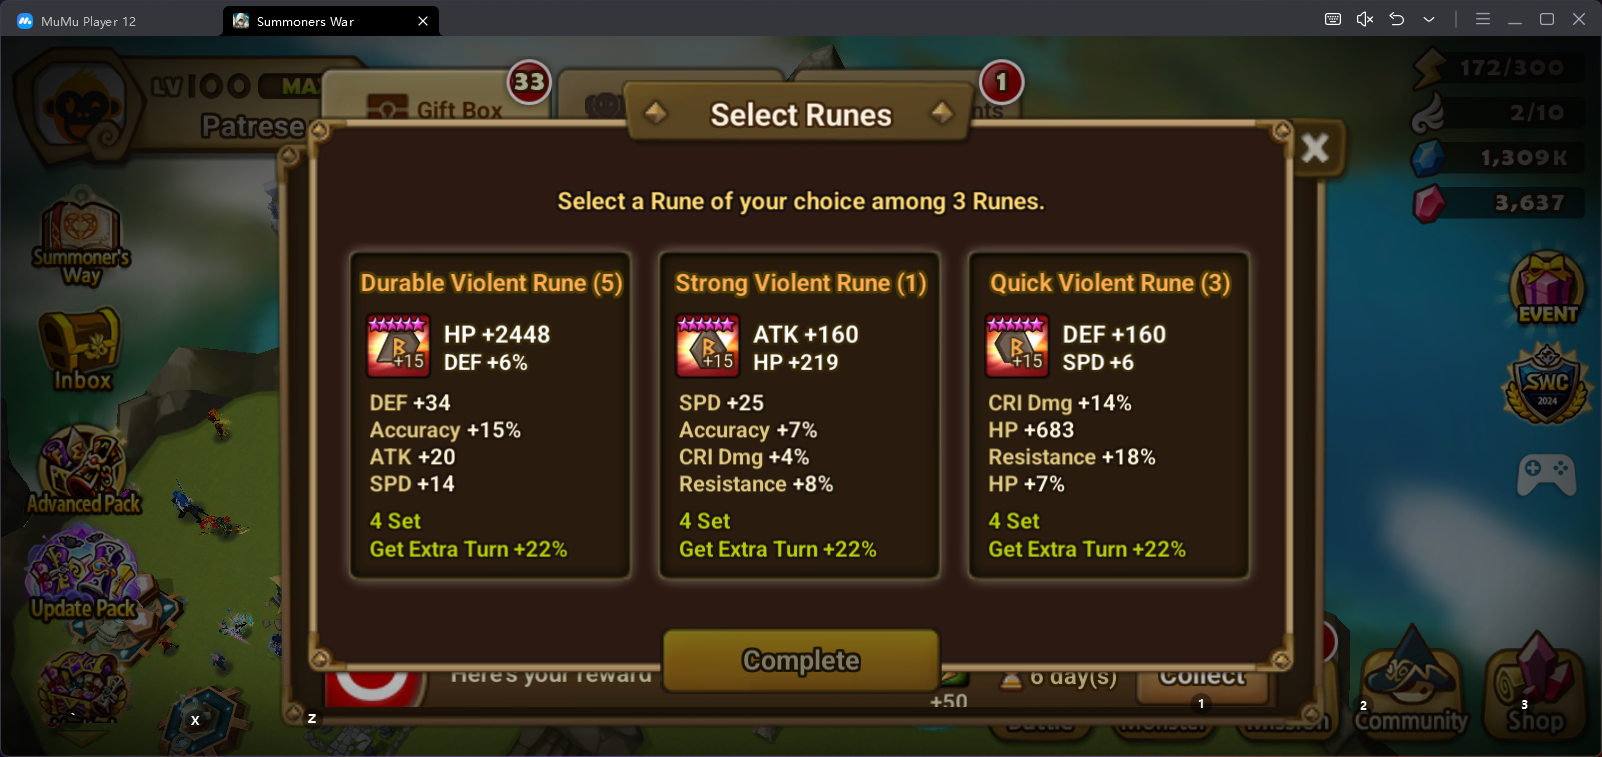 MuMu Player 12
Summoners War
LV100 MAX
Patrese
Gift Box
33
1
nts
Select Runes
X
172/300
2/10
1,309K
3,637
Select a Rune of your choice among 3 Runes.
Durable Violent Rune (5)
HP +2448
DEF +6%
+15
DEF +34
Accuracy +15%
ATK +20
SPD +14
4 Set
Get Extra Turn +22%
Strong Violent Rune (1)
ATK +160
HP +219
+15
SPD +25
Accuracy +7%
CRI Dmg +4%
Resistance +8%
4 Set
Get Extra Turn +22%
Quick Violent Rune (3)
DEF +160
SPD +6
+15
CRI Dmg +14%
HP +683
Resistance +18%
HP +7%
4 Set
Get Extra Turn +22%
Complete
Summoner's
Way
Inbox
Advanced Pack
Update Pack
EVENT
SWC
2024
Here's your reward
+50
6 day(s)
Collect
`
X
Z
1
2
3
Battle
Monster
Mission
Community
Shop